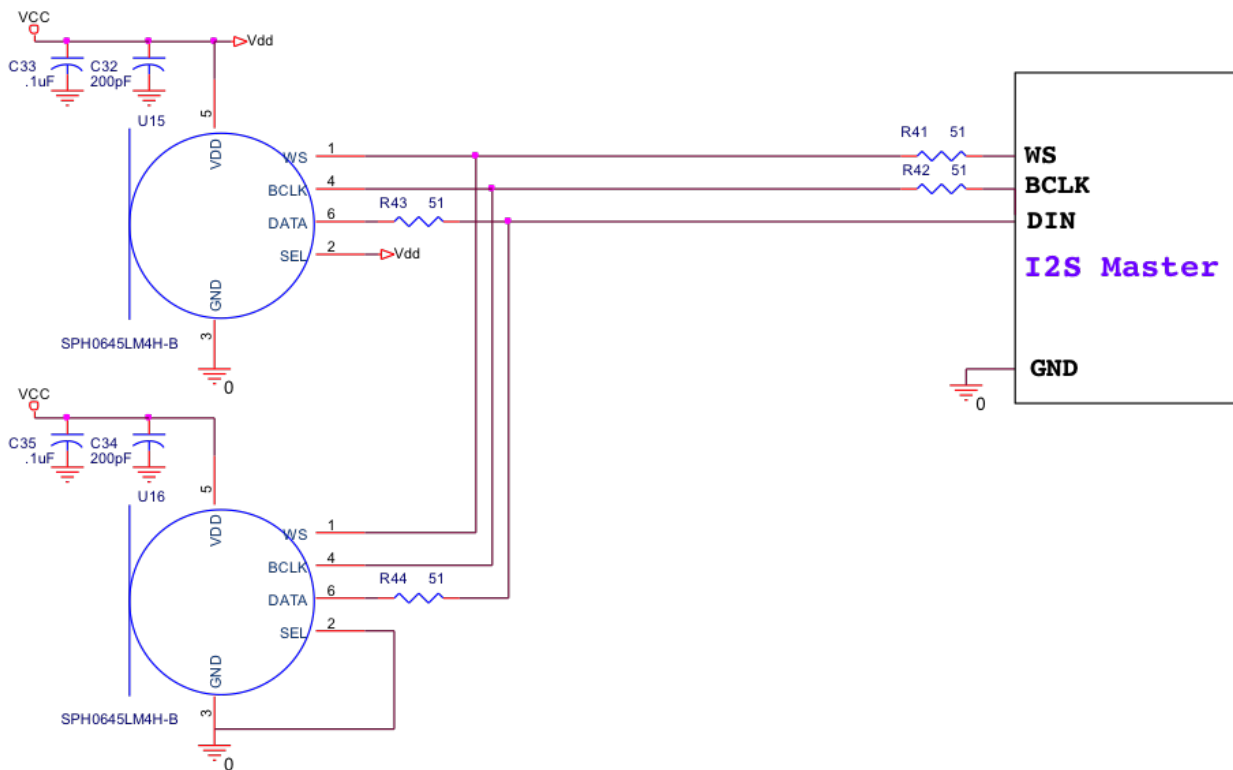 VCC
Vdd
C33
.1uF
C32
200pF
5
U15
VDD
WS
1
BCLK
4
DATA
6
SEL
2
Vdd
GND
3
SPH0645LM4H-B
0
R43 51
R41 51
R42 51
WS
BCLK
DIN
I2S Master
GND
0
VCC
C35
.1uF
C34
200pF
5
U16
VDD
WS
1
BCLK
4
DATA
6
R44 51
SEL
2
GND
3
SPH0645LM4H-B
0